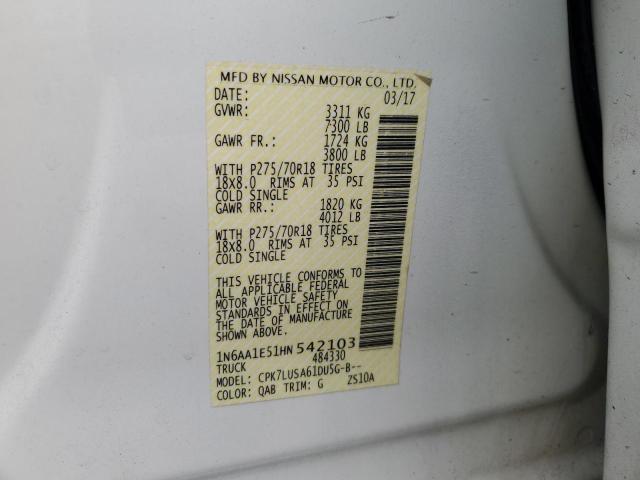 MFD BY NISSAN MOTOR CO., LTD.
DATE: 03/17
GVWR: 3311 KG
7300 LB
GAWR FR.: 1724 KG
3800 LB
WITH P275/70R18 TIRES
18X8.0 RIMS AT 35 PSI
COLD SINGLE
GAWR RR.: 1820 KG
4012 LB
WITH P275/70R18 TIRES
18X8.0 RIMS AT 35 PSI
COLD SINGLE
THIS VEHICLE CONFORMS TO
ALL APPLICABLE FEDERAL
MOTOR VEHICLE SAFETY
STANDARDS IN EFFECT ON
THE DATE OF MANUFACTURE
SHOWN ABOVE.
1N6AA1E51HN 542103
TRUCK 484330
MODEL: CPK7LUSA61DU5G-B--
COLOR: QAB TRIM: G ZS10A